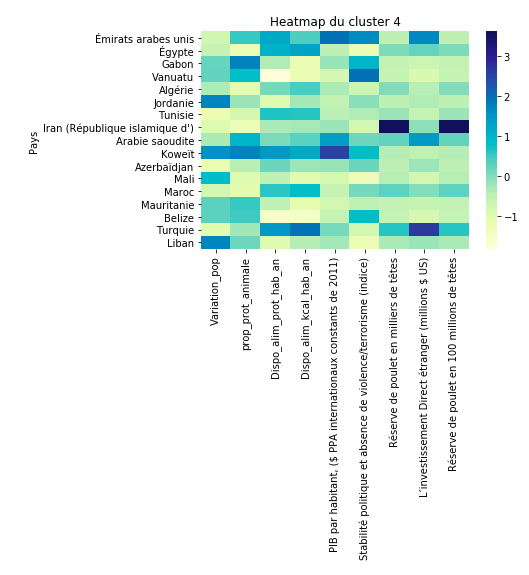 Heatmap du cluster 4
Pays
Émirats arabes unis
Égypte
Gabon
Vanuatu
Algérie
Jordanie
Tunisie
Iran (République islamique d')
Arabie saoudite
Koweït
Azerbaïdjan
Mali
Maroc
Mauritanie
Belize
Turquie
Liban
3
2
1
0
−1
Variation_pop
prop_prot_animale
Dispo_alim_prot_hab_an
Dispo_alim_kcal_hab_an
PIB par habitant, ($ PPA internationaux constants de 2011)
Stabilité politique et absence de violence/terrorisme (indice)
Réserve de poulet en milliers de têtes
L'investissement Direct étranger (millions $ US)
Réserve de poulet en 100 millions de têtes